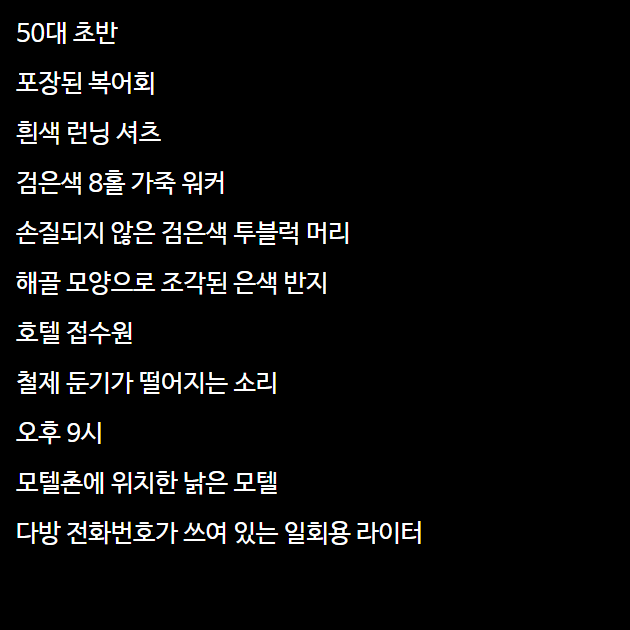 50대 초반
포장된 복어회
흰색 런닝 셔츠
검은색 8홀 가죽 워커
손질되지 않은 검은색 투블럭 머리
해골 모양으로 조각된 은색 반지
호텔 접수원
철제 둔기가 떨어지는 소리
오후 9시
모텔촌에 위치한 낡은 모텔
다방 전화번호가 쓰여 있는 일회용 라이터